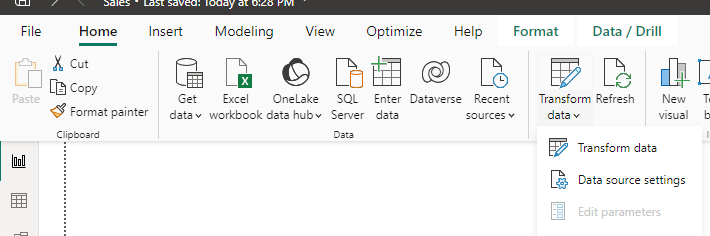 Sales • Last saved: Today at 6:28 PM
File Home Insert Modeling View Optimize Help Format Data / Drill
Paste
Cut
Copy
Format painter
Clipboard
Get data
Excel workbook
OneLake data hub
SQL Server
Enter data
Dataverse
Recent sources
Data
Transform data
Refresh
New visual
Transform data
Data source settings
Edit parameters